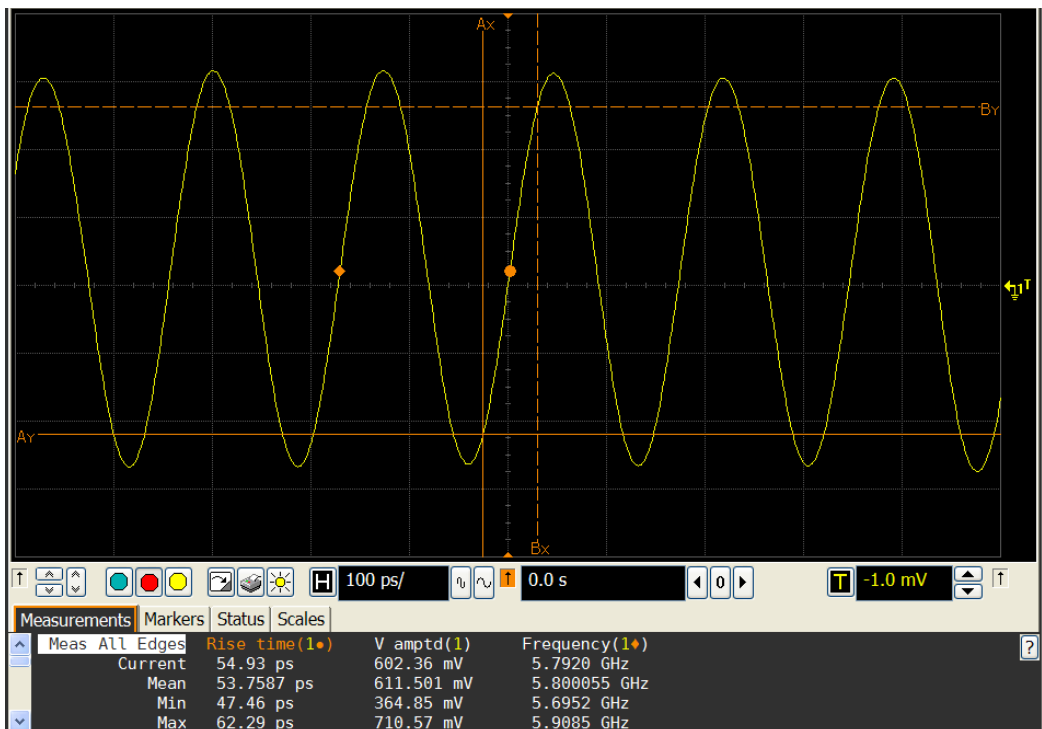 Ax
By
Ay
1T
Bx
H 100 ps/ 0.0 s 0 T -1.0 mV
Measurements Markers Status Scales
Meas All Edges Rise time(1●) V amptd(1) Frequency(1♦) ?
Current 54.93 ps 602.36 mV 5.7920 GHz
Mean 53.7587 ps 611.501 mV 5.800055 GHz
Min 47.46 ps 364.85 mV 5.6952 GHz
Max 62.29 ps 710.57 mV 5.9085 GHz